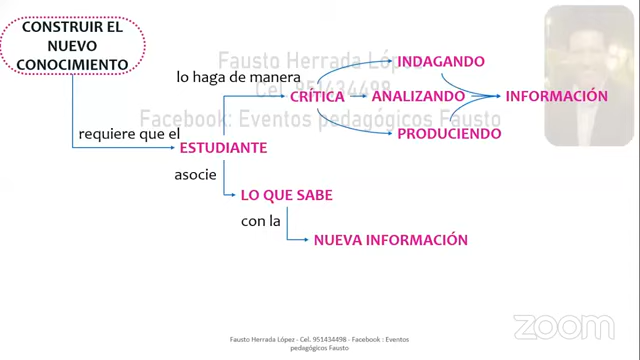 CONSTRUIR EL
NUEVO
CONOCIMIENTO
Fausto Herrada López
Cel. 951434498
Facebook: Eventos pedagógicos Fausto
lo haga de manera
INDAGANDO
CRÍTICA
ANALIZANDO
INFORMACIÓN
PRODUCIENDO
requiere que el
ESTUDIANTE
asocie
LO QUE SABE
con la
NUEVA INFORMACIÓN
zoom
Fausto Herrada López - Cel. 951434498 - Facebook : Eventos
pedagógicos Fausto